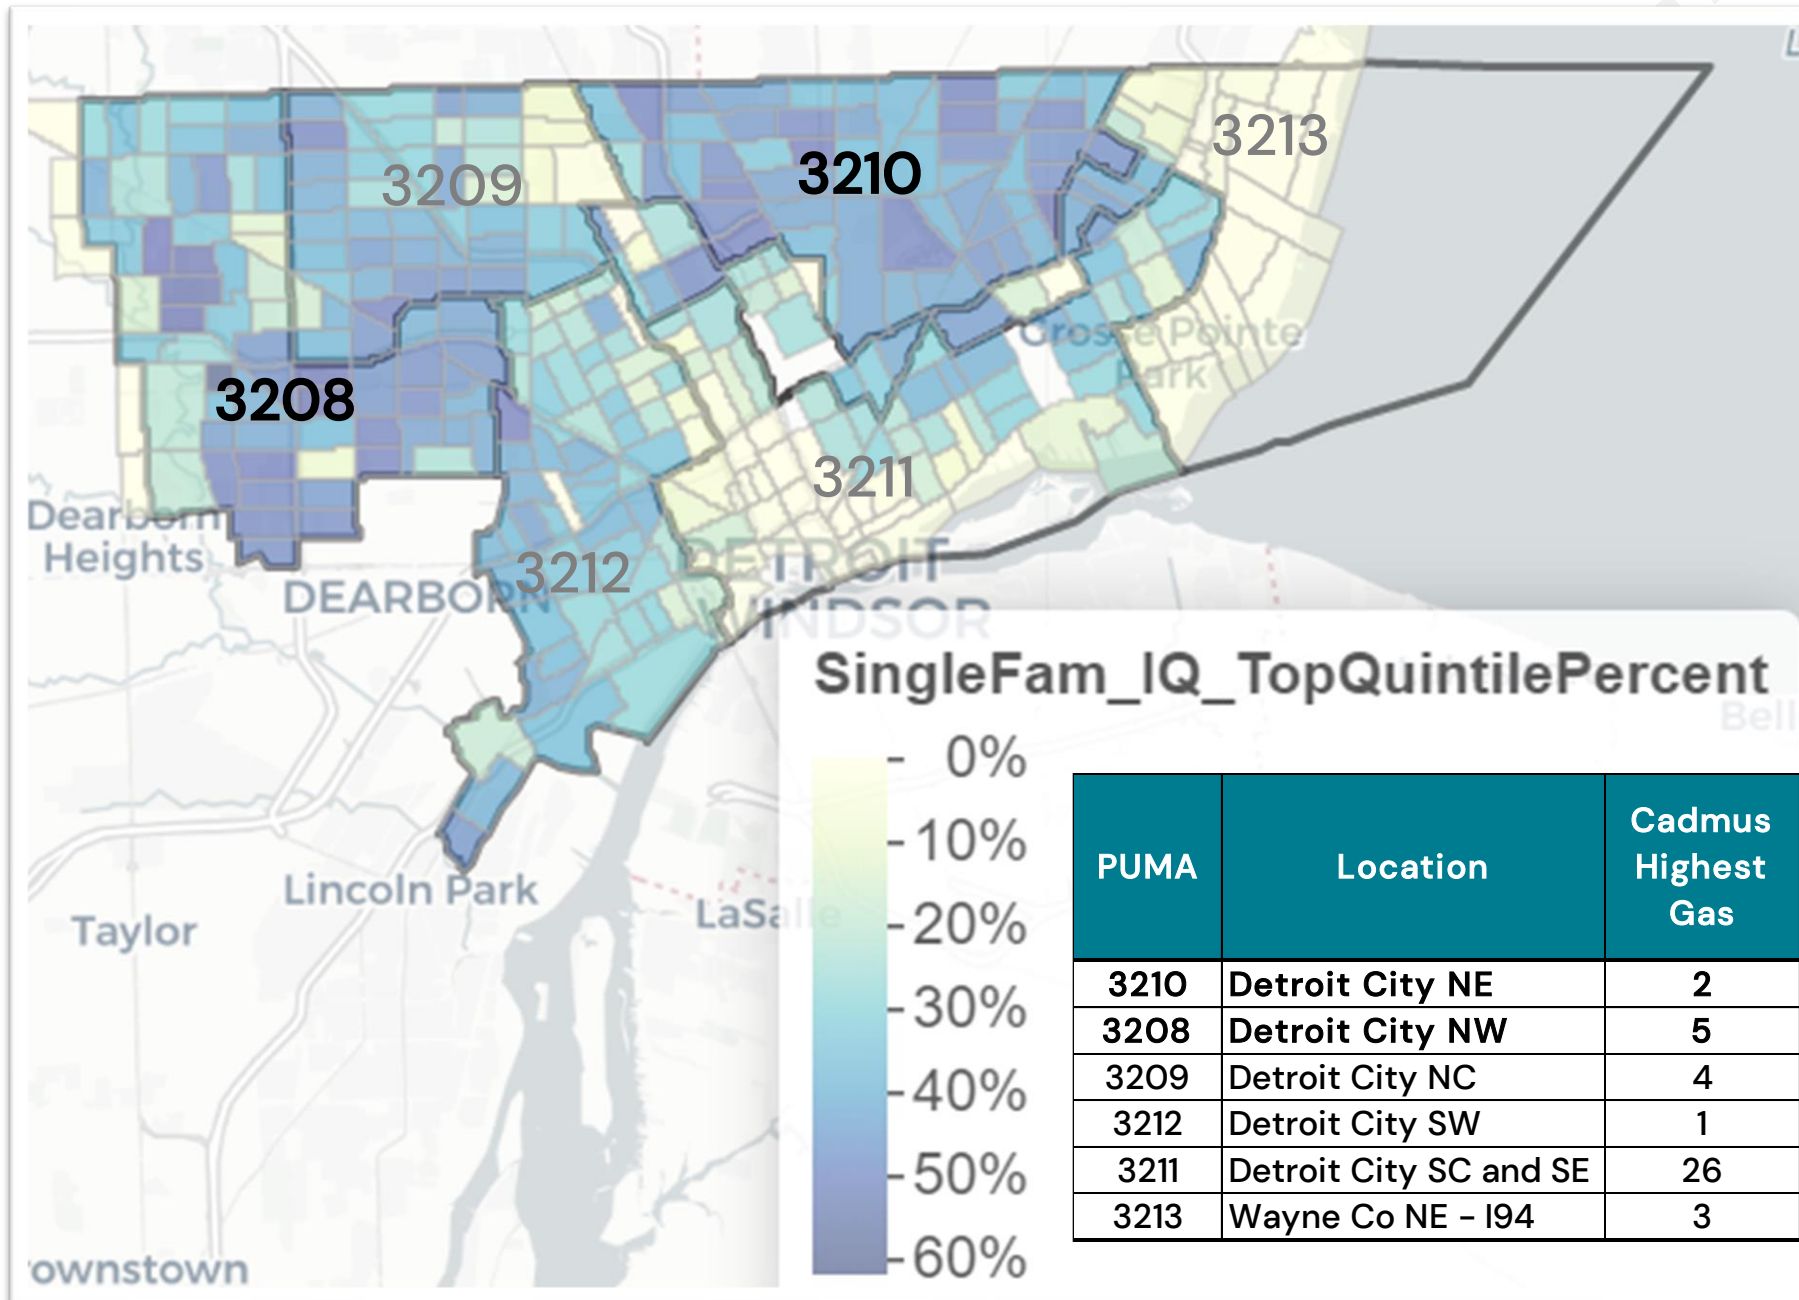 3213
3210
3209
Grosse Pointe
Park
3208
3211
Dearborn
Heights
DETROIT
3212
DEARBORN
WINDSOR
SingleFam_IQ_TopQuintilePercent
Bell
0%
10%
20%
30%
40%
50%
60%
Lincoln Park
LaSalle
Taylor
rownstown
PUMA Location Cadmus Highest Gas
3210 Detroit City NE 2
3208 Detroit City NW 5
3209 Detroit City NC 4
3212 Detroit City SW 1
3211 Detroit City SC and SE 26
3213 Wayne Co NE - I94 3